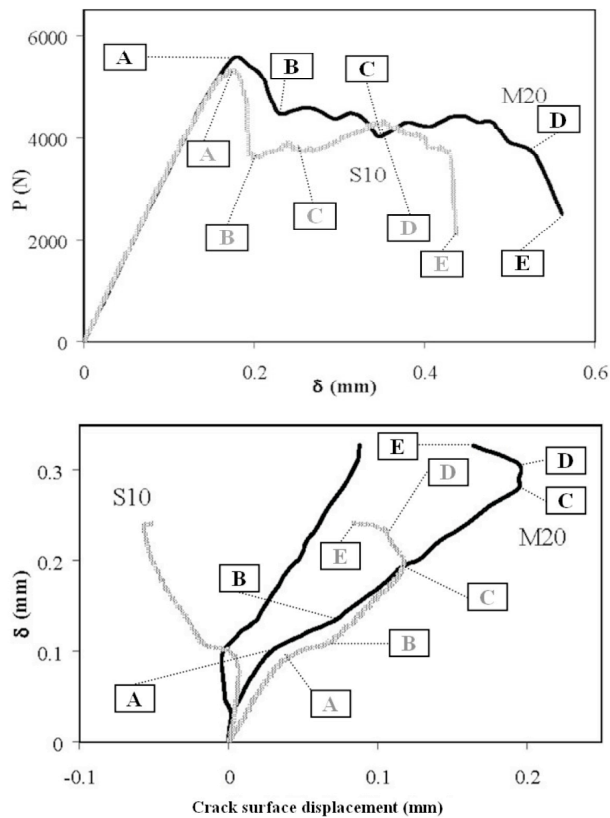 6000
4000
2000
0
P (N)
A
B
C
M20
D
A
S10
B
C
D
E
E
0
0.2
0.4
0.6
δ (mm)
0.3
0.2
0.1
0
δ (mm)
S10
E
D
D
C
E
M20
B
C
B
A
A
-0.1
0
0.1
0.2
Crack surface displacement (mm)